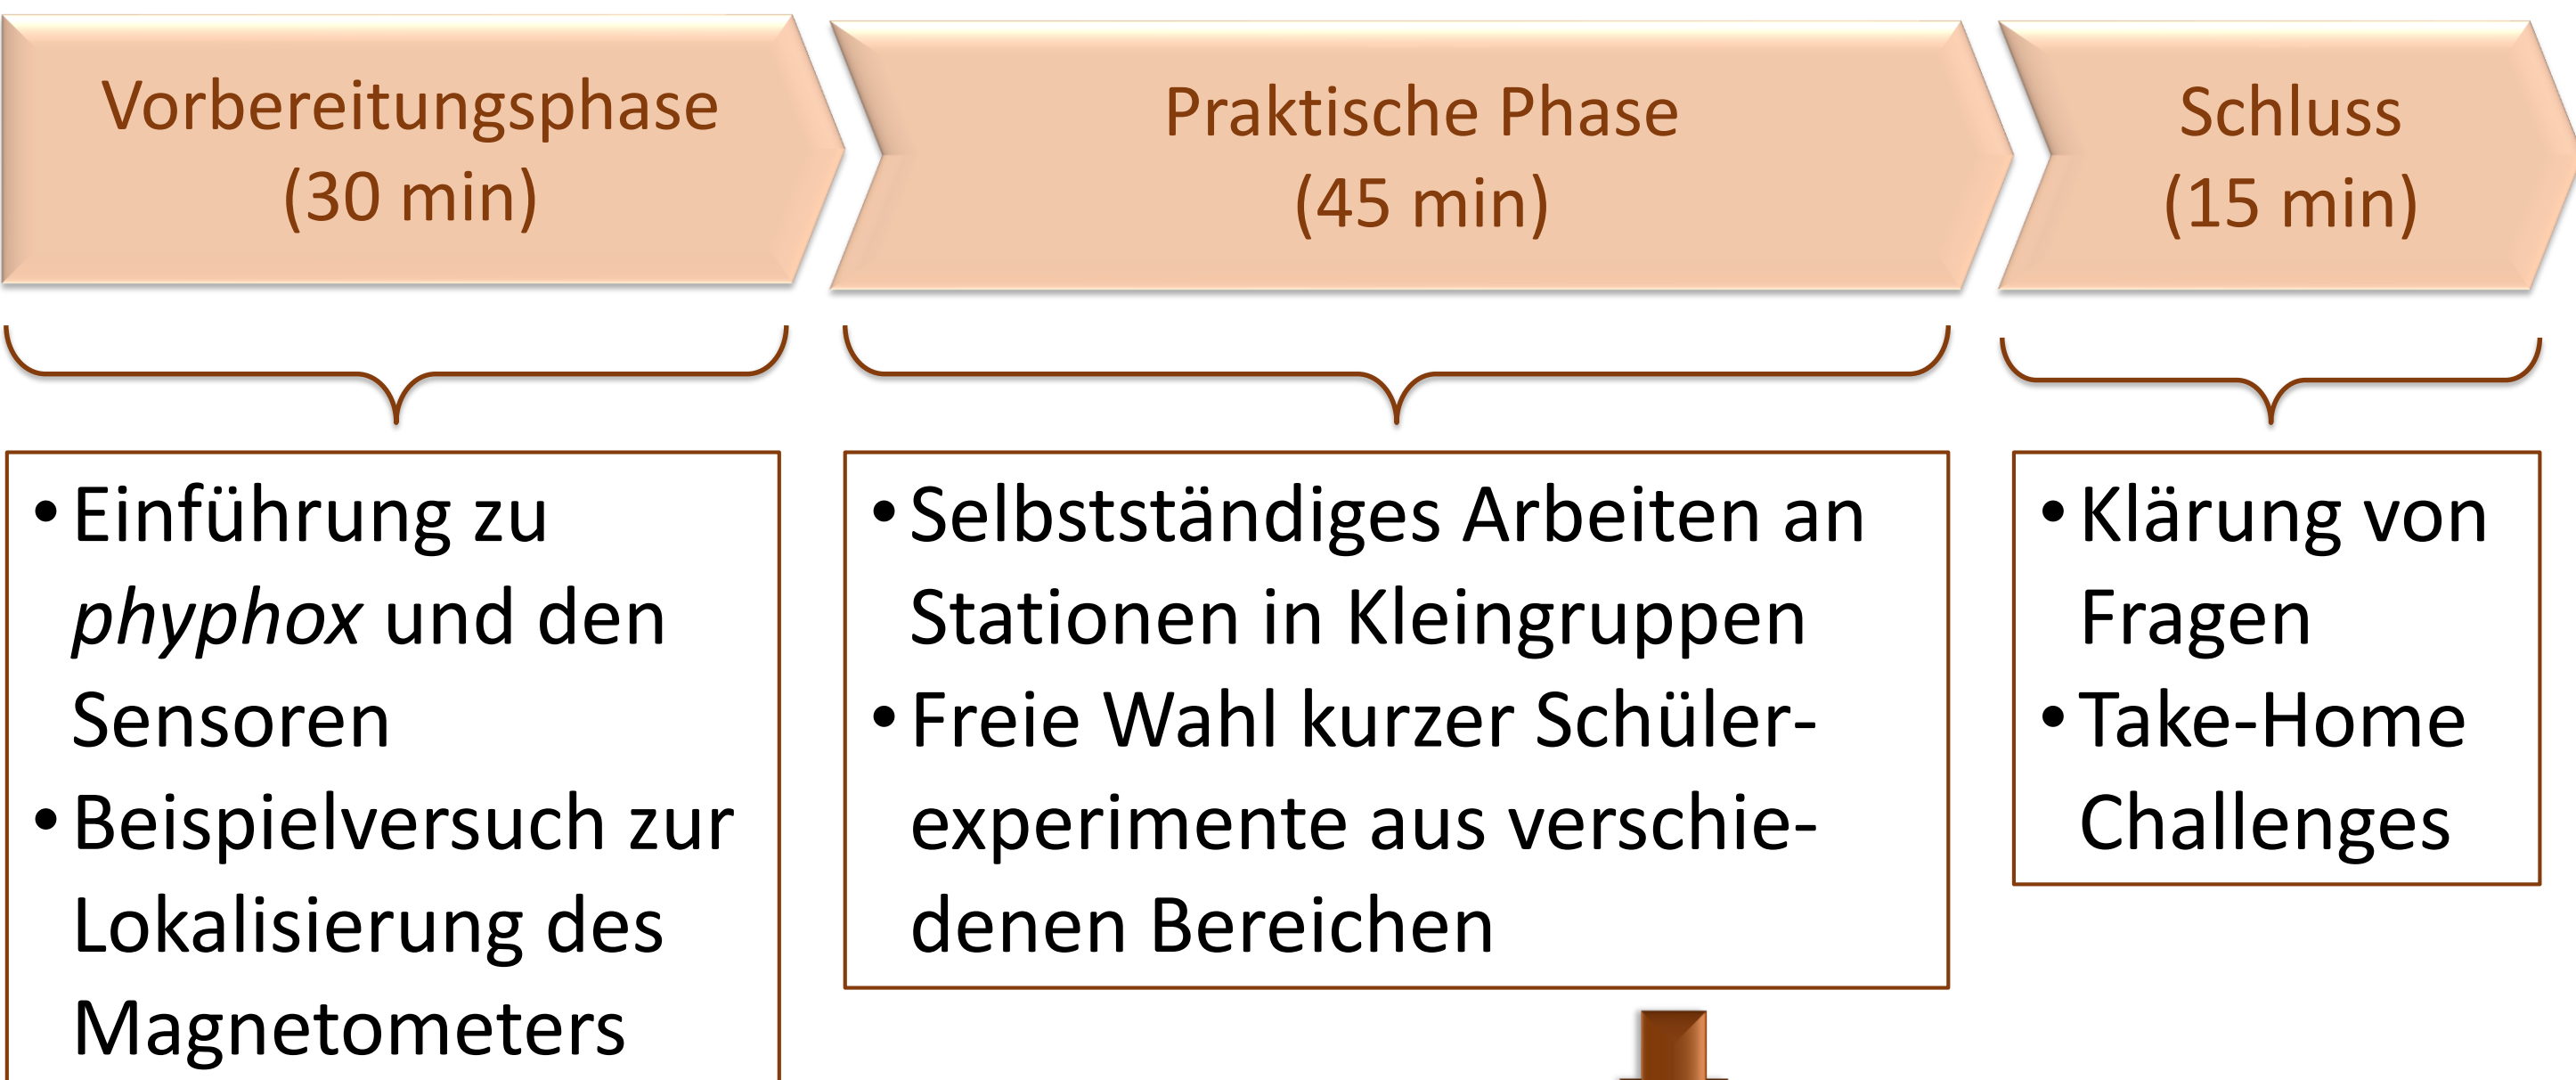 Vorbereitungsphase
(30 min)
Praktische Phase
(45 min)
Schluss
(15 min)
• Einführung zu
phyphox und den
Sensoren
• Beispielversuch zur
Lokalisierung des
Magnetometers
• Selbstständiges Arbeiten an
Stationen in Kleingruppen
• Freie Wahl kurzer Schüler-
experimente aus verschie-
denen Bereichen
• Klärung von
Fragen
• Take-Home
Challenges